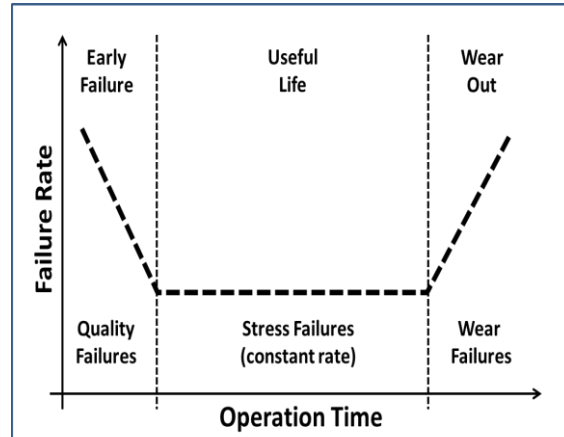 Early
Failure
Useful
Life
Wear
Out
Failure Rate
Quality
Failures
Stress Failures
(constant rate)
Wear
Failures
Operation Time